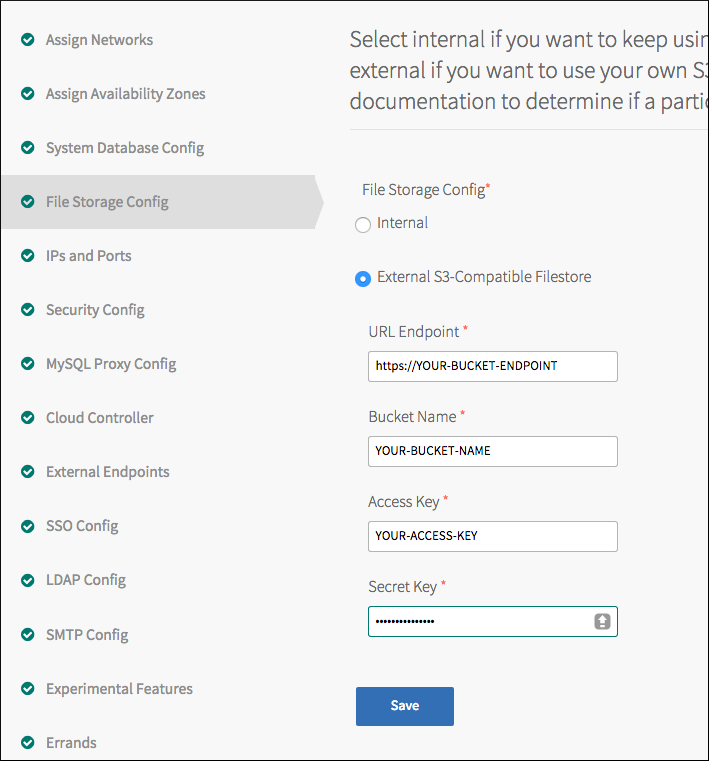 Assign Networks
Assign Availability Zones
System Database Config
File Storage Config
IPs and Ports
Security Config
MySQL Proxy Config
Cloud Controller
External Endpoints
SSO Config
LDAP Config
SMTP Config
Experimental Features
Errands
Select internal if you want to keep usin
external if you want to use your own S3
documentation to determine if a partic
File Storage Config*
Internal
External S3-Compatible Filestore
URL Endpoint *
https://YOUR-BUCKET-ENDPOINT
Bucket Name *
YOUR-BUCKET-NAME
Access Key *
YOUR-ACCESS-KEY
Secret Key *
•••••••••••••••
Save